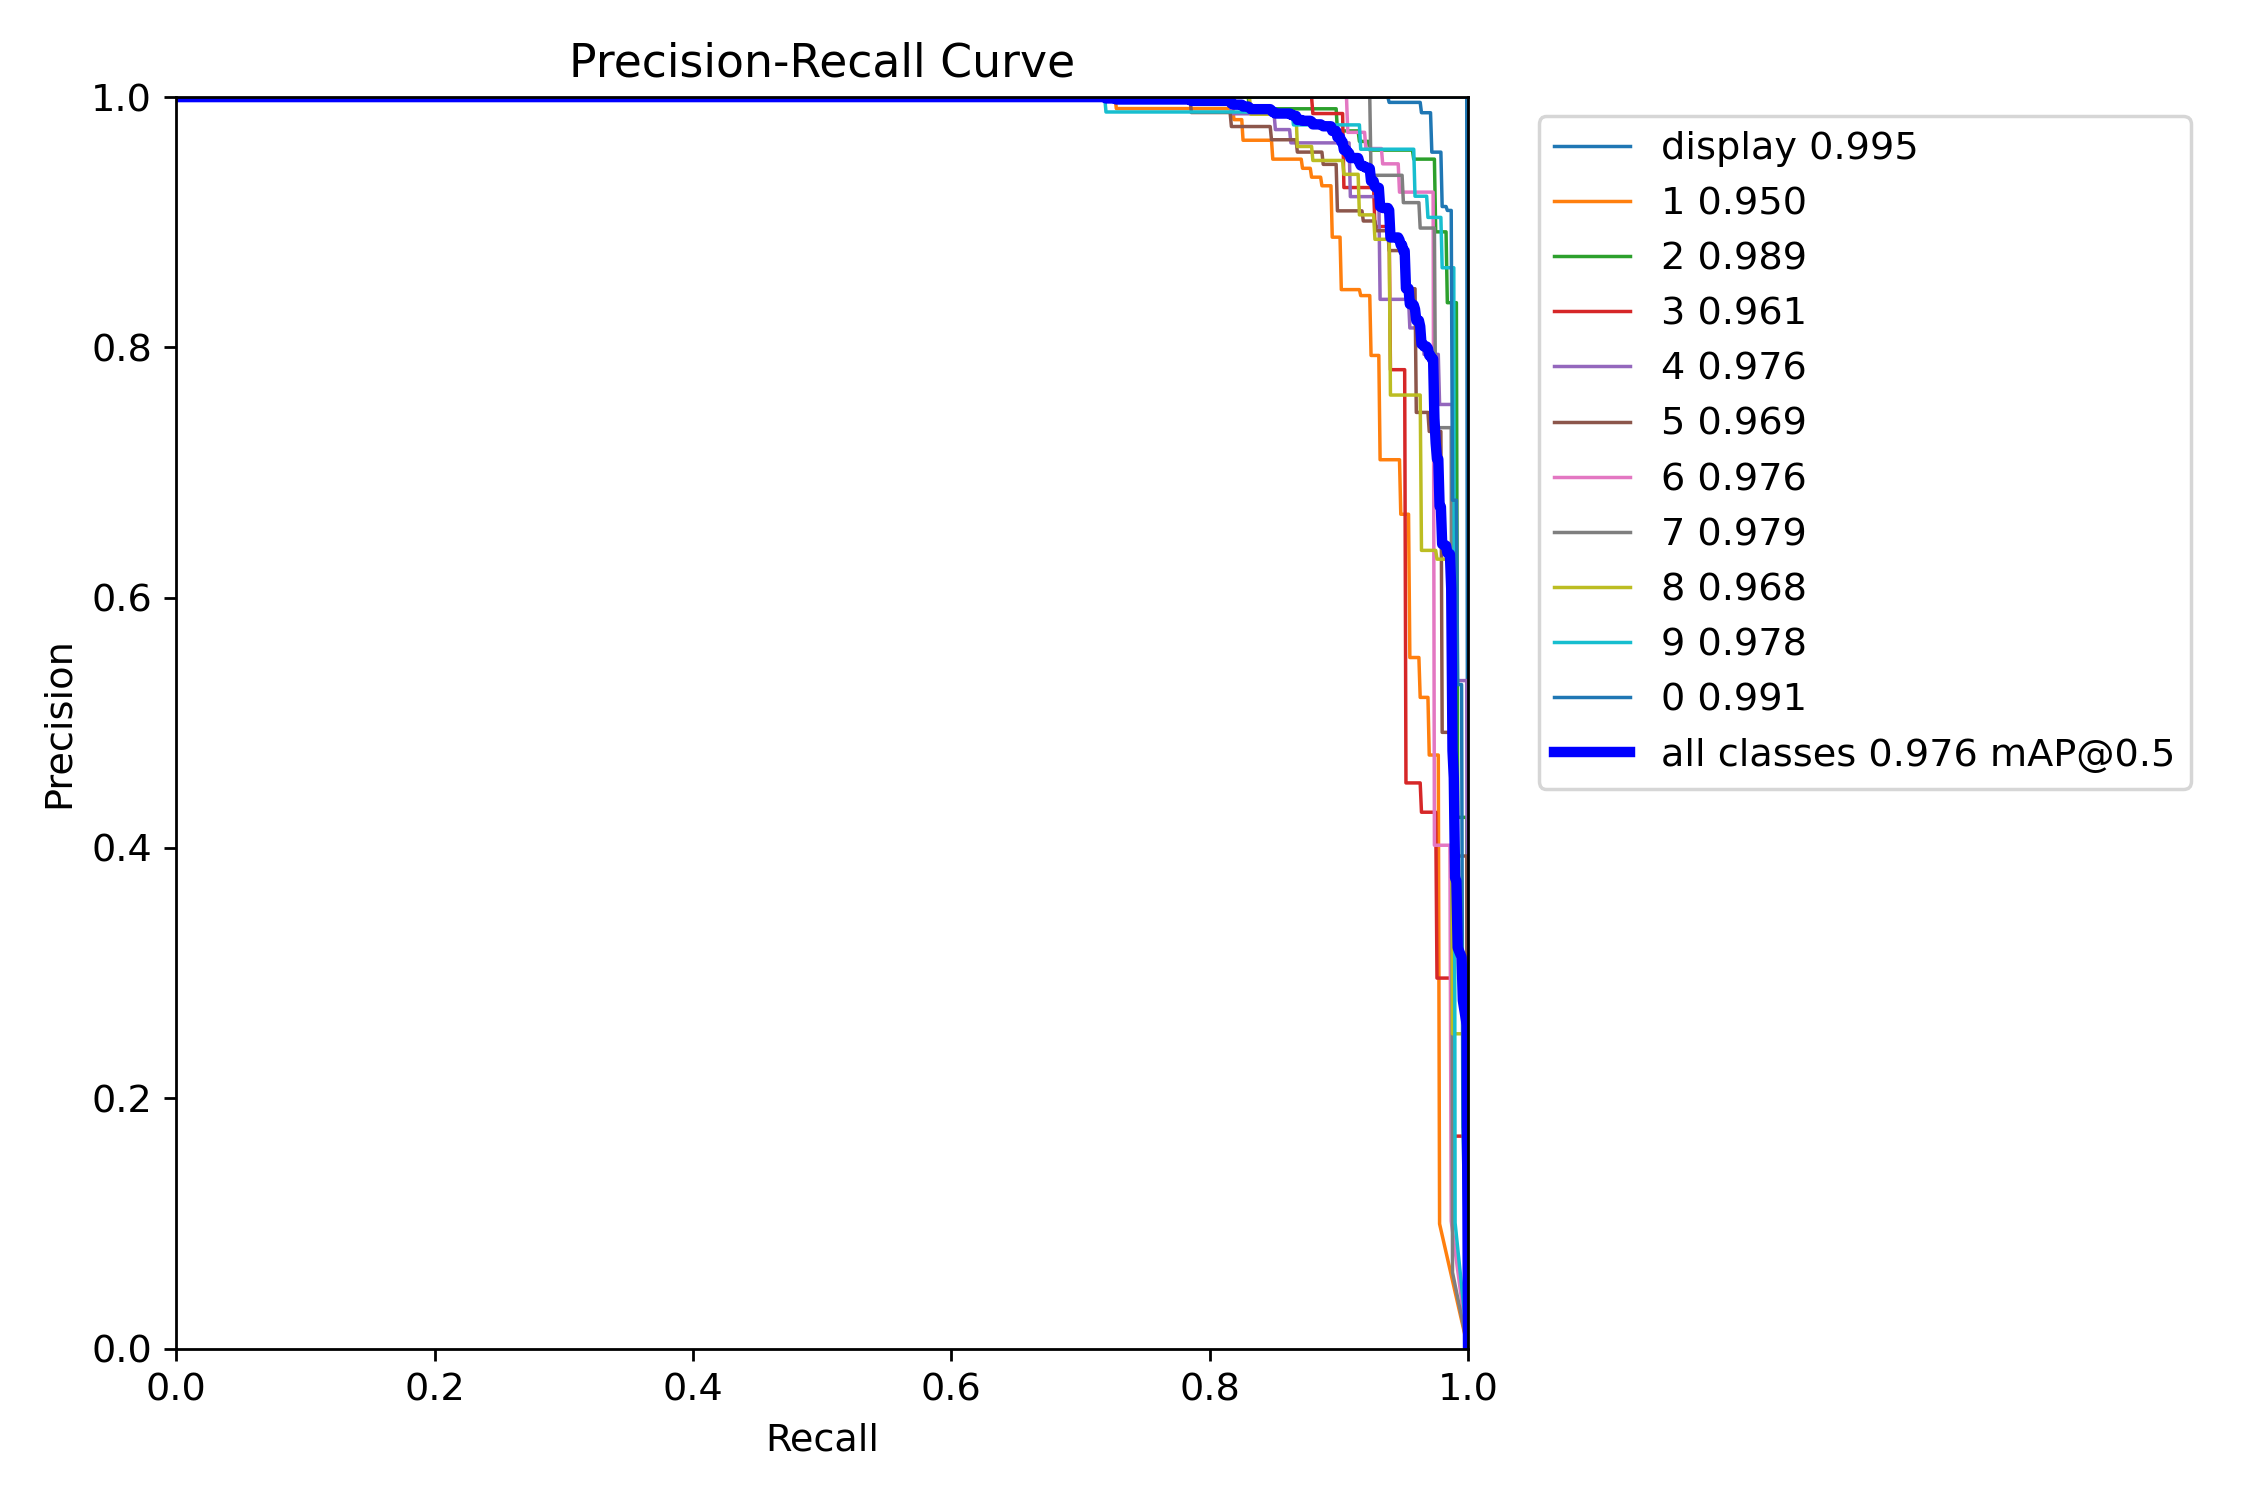 Precision-Recall Curve
1.0
0.8
0.6
0.4
0.2
0.0
Precision
0.0 0.2 0.4 0.6 0.8 1.0
Recall
display 0.995
1 0.950
2 0.989
3 0.961
4 0.976
5 0.969
6 0.976
7 0.979
8 0.968
9 0.978
0 0.991
all classes 0.976 mAP@0.5